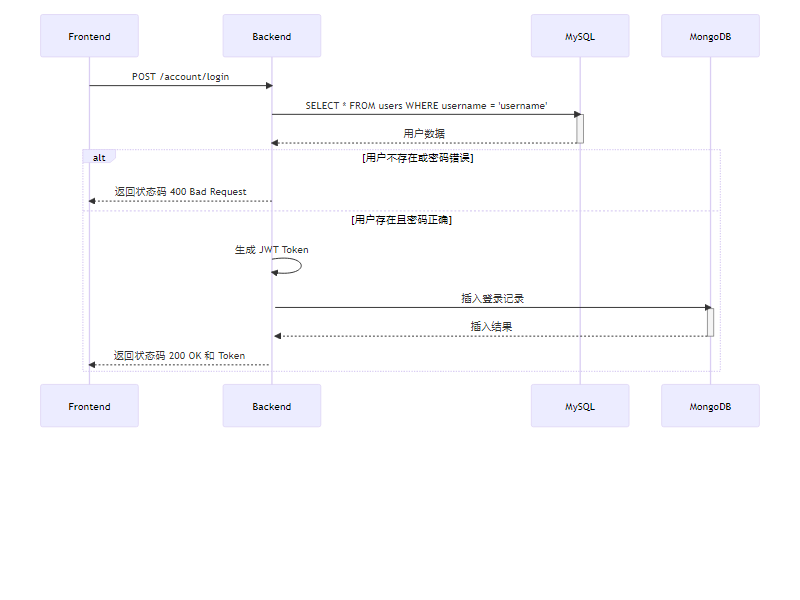 Frontend
Backend
MySQL
MongoDB
POST /account/login
SELECT * FROM users WHERE username = 'username'
用户数据
alt
[用户不存在或密码错误]
返回状态码 400 Bad Request
[用户存在且密码正确]
生成 JWT Token
插入登录记录
插入结果
返回状态码 200 OK 和 Token
Frontend
Backend
MySQL
MongoDB